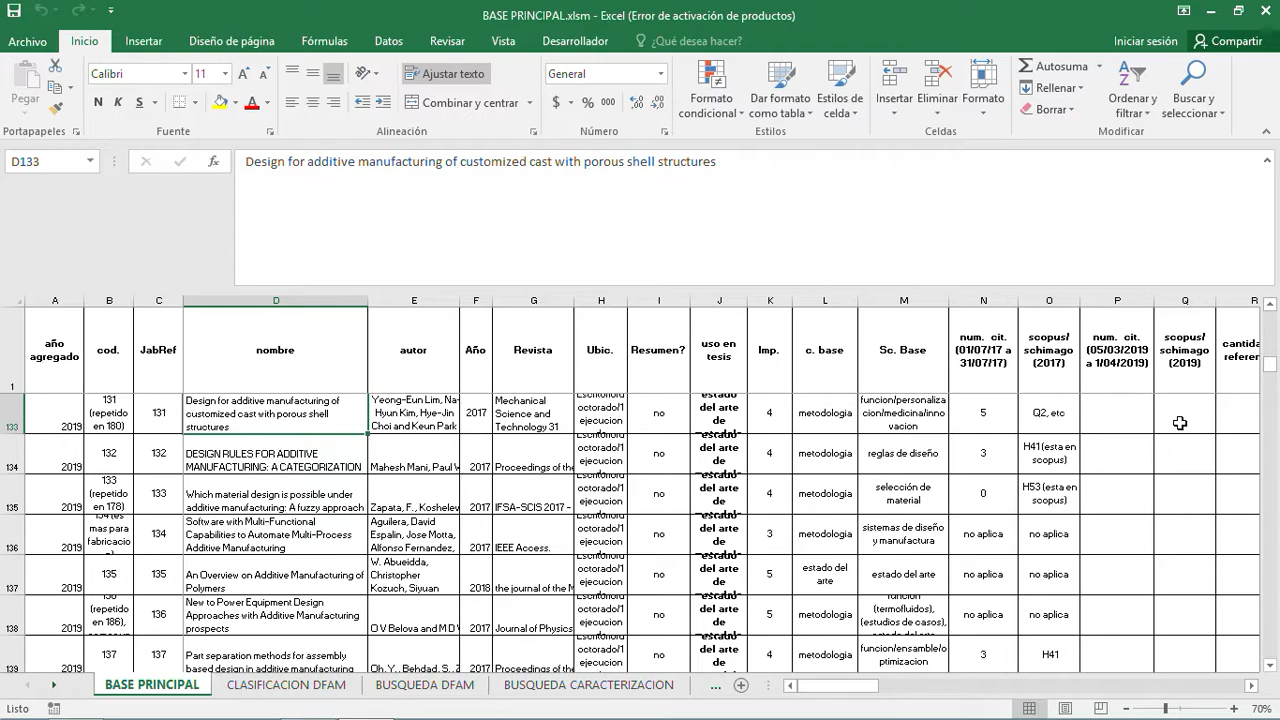 BASE PRINCIPAL.xlsm - Excel (Error de activación de productos)
Archivo Inicio Insertar Diseño de página Fórmulas Datos Revisar Vista Desarrollador ¿Qué desea hacer? Iniciar sesión Compartir
Pegar
Portapapeles
Calibri 11
N K S
Fuente
Ajustar texto
Combinar y centrar
Alineación
General
$ % 000
Número
Formato condicional
Dar formato como tabla
Estilos de celda
Estilos
Insertar Eliminar Formato
Celdas
Autosuma
Rellenar
Borrar
Ordenar y filtrar
Buscar y seleccionar
Modificar
D133
fx
Design for additive manufacturing of customized cast with porous shell structures
A B C D E F G H I J K L M N O P Q R
1 año agregado cod. JabRef nombre autor Año Revista Ubic. Resumen? uso en tesis Imp. c. base Sc. Base num. cit. (01/07/17 a 31/07/17) scopus/ schimago (2017) num. cit. (05/03/2019 a 1/04/2019) scopus/ schimago (2019)
133 2019 131 (repetido en 180) 131 Design for additive manufacturing of customized cast with porous shell structures Yeong-Eun Lim, Na-Hyun Kim, Hye-Jin Choi and Keun Park 2017 Mechanical Science and Technology 31 octorado/1 ejecucion no estado del arte de 4 metodologia funcion/personaliza cion/medicina/inno vacion 5 Q2, etc
134 2019 132 132 DESIGN RULES FOR ADDITIVE MANUFACTURING: A CATEGORIZATION Mahesh Mani, Paul 2017 Proceedings of the octorado/1 ejecucion no del arte de 4 metodologia reglas de diseño 3 H41(esta en scopus)
135 2019 133 (repetido en 178) 133 Which material design is possible under additive manufacturing: A fuzzy approach Zapata, F., Koshelev 2017 IFSA-SCIS 2017 - octorado/1 ejecucion no del arte de 4 metodologia selección de material 0 H53 (esta en scopus)
136 2019 134 (es mas para fabricacio 134 Software with Multi-Functional Capabilities to Automate Multi-Process Additive Manufacturing Aguilera, David Espalin, Jose Motta, Alfonso Fernandez, 2017 IEEE Access. octorado/1 ejecucion no del arte de 3 metodologia sistemas de diseño y manufactura no aplica no aplica
137 2019 135 135 An Overview on Additive Manufacturing of Polymers W. Abueidda, Christopher Kozuch, Siyuan 2018 the journal of the octorado/1 ejecucion no del arte de 5 estado del arte estado del arte no aplica no aplica
138 2019 (repetido en 186), 136 New to Power Equipment Design Approaches with Additive Manufacturing prospects O V Belova and M D 2017 Journal of Physics octorado/1 ejecucion no del arte de 5 metodologia funcion (termofluidos), (estudios de casos), no aplica no aplica
139 2019 137 137 Part separation methods for assembly based design in additive manufacturing Oh, Y., Behdad, S., 2017 Proceedings of the octorado/1 ejecucion no del arte de 4 metodologia funcion/ensamble/o ptimizacion 3 H41
BASE PRINCIPAL CLASIFICACION DFAM BUSQUEDA DFAM BUSQUEDA CARACTERIZACION ...
Listo 70%